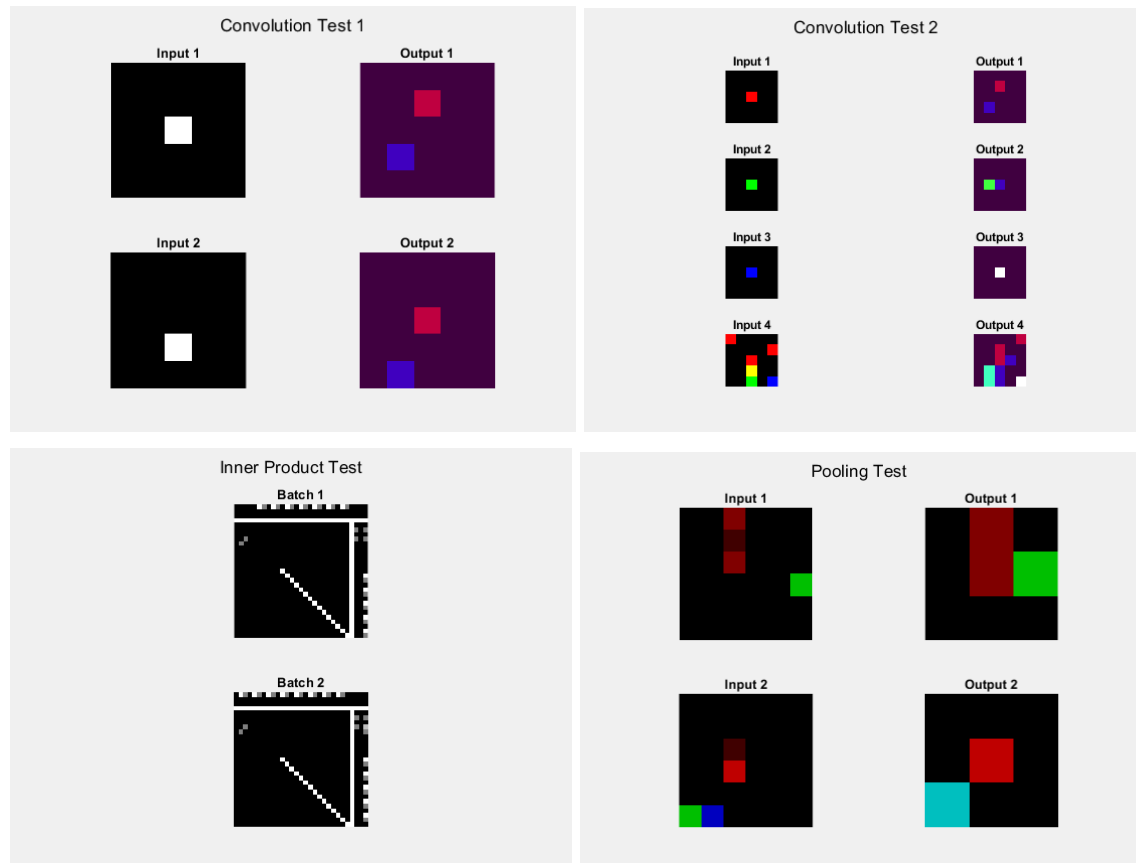 Convolution Test 1
Input 1 Output 1
Input 2 Output 2
Convolution Test 2
Input 1 Output 1
Input 2 Output 2
Input 3 Output 3
Input 4 Output 4
Inner Product Test
Batch 1
Batch 2
Pooling Test
Input 1 Output 1
Input 2 Output 2